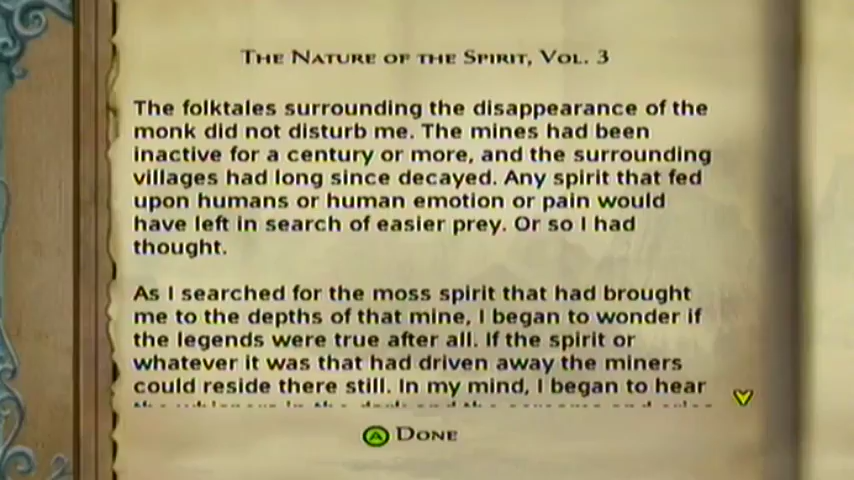 The Nature of the Spirit, Vol. 3
The folktales surrounding the disappearance of the
monk did not disturb me. The mines had been
inactive for a century or more, and the surrounding
villages had long since decayed. Any spirit that fed
upon humans or human emotion or pain would
have left in search of easier prey. Or so I had
thought.
As I searched for the moss spirit that had brought
me to the depths of that mine, I began to wonder if
the legends were true after all. If the spirit or
whatever it was that had driven away the miners
could reside there still. In my mind, I began to hear
A Done